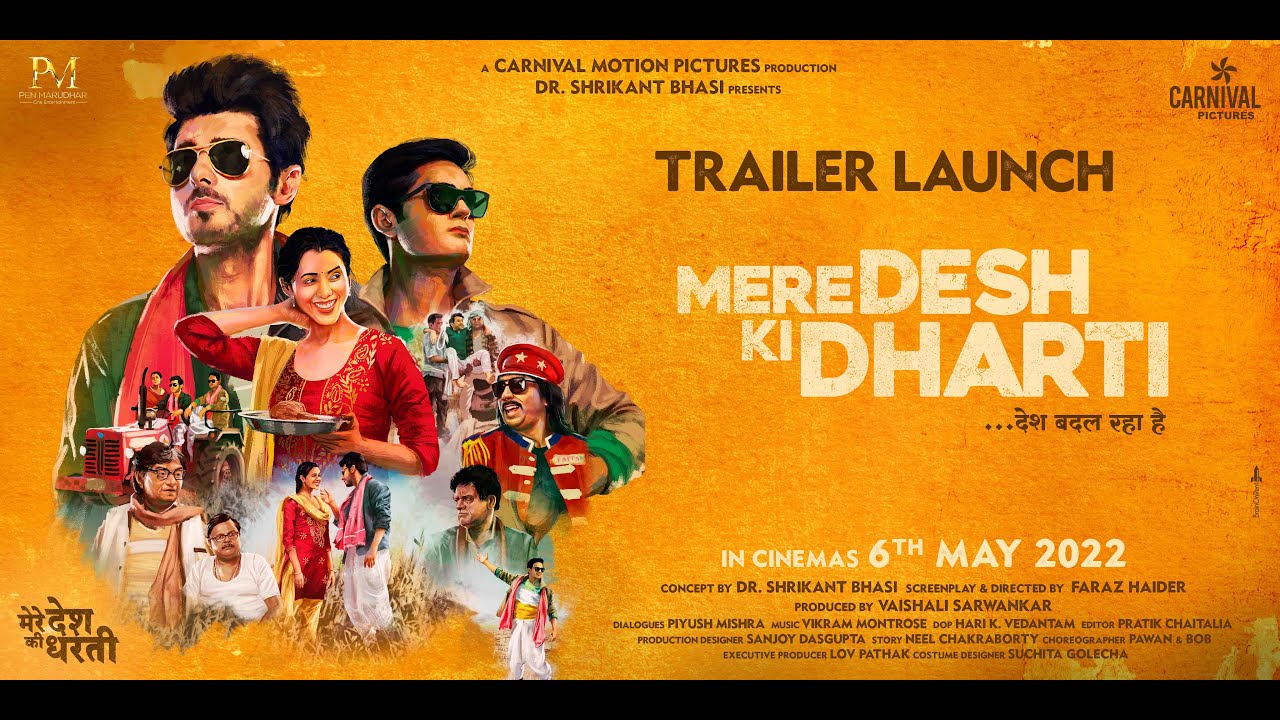 PM
PEN MARUDHAR
Cine Entertainment
A CARNIVAL MOTION PICTURES PRODUCTION
DR. SHRIKANT BHASI PRESENTS
CARNIVAL
PICTURES
TRAILER LAUNCH
MERE DESH
KI DHARTI
...देश बदल रहा है
IN CINEMAS 6TH MAY 2022
CONCEPT BY DR. SHRIKANT BHASI SCREENPLAY & DIRECTED BY FARAZ HAIDER
PRODUCED BY VAISHALI SARWANKAR
DIALOGUES PIYUSH MISHRA MUSIC VIKRAM MONTROSE DOP HARI K. VEDANTAM EDITOR PRATIK CHAITALIA
PRODUCTION DESIGNER SANJOY DASGUPTA STORY NEEL CHAKRABORTY CHOREOGRAPHER PAWAN & BOB
EXECUTIVE PRODUCER LOV PATHAK COSTUME DESIGNER SUCHITA GOLECHA
मेरे देश
की धरती